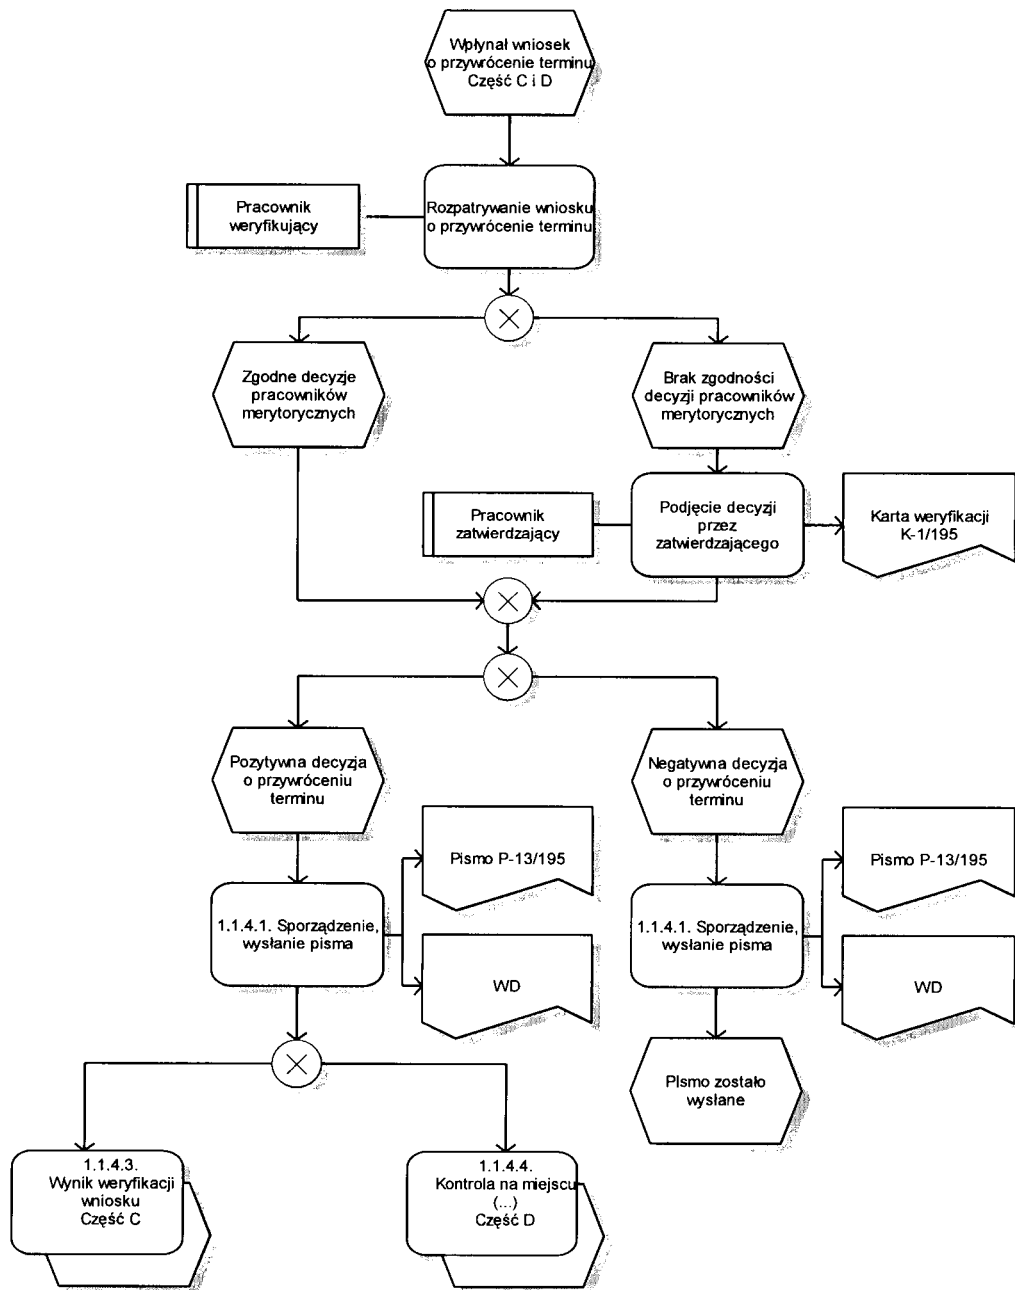 Wpłynął wniosek
o przywrócenie terminu
Część C i D
Pracownik
weryfikujący
Rozpatrywanie wniosku
o przywrócenie terminu
Zgodne decyzje
pracowników
merytorycznych
Brak zgodności
decyzji pracowników
merytorycznych
Pracownik
zatwierdzający
Podjęcie decyzji
przez
zatwierdzającego
Karta weryfikacji
K-1/195
Pozytywna decyzja
o przywróceniu
terminu
Negatywna decyzja
o przywróceniu
terminu
Pismo P-13/195
Pismo P-13/195
1.1.4.1. Sporządzenie,
wysłanie pisma
1.1.4.1. Sporządzenie,
wysłanie pisma
WD
WD
PIsmo zostało
wysłane
1.1.4.3.
Wynik weryfikacji
wniosku
Część C
1.1.4.4.
Kontrola na miejscu
(...)
Część D